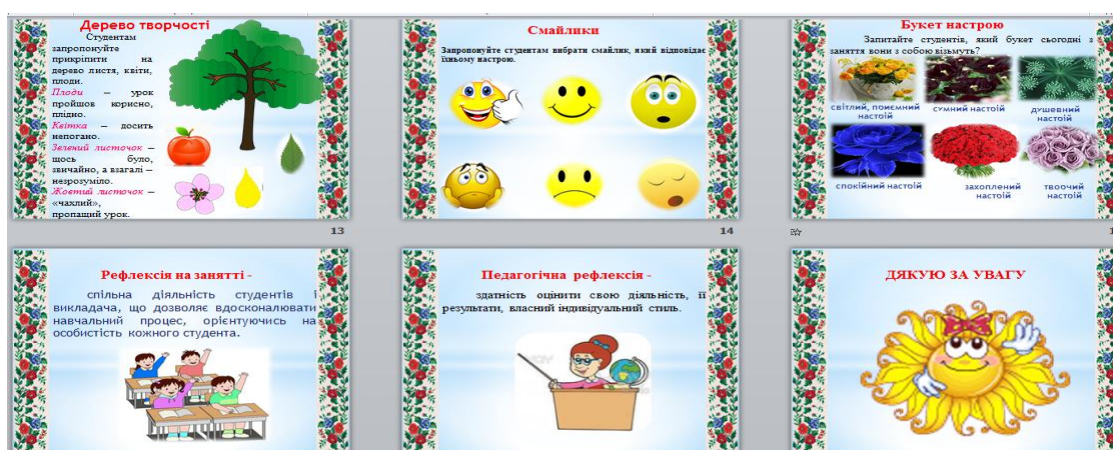 Дерево творчості
Студентам
запропонуйте
прикріпити на
дерево листя, квіти,
плоди.
Плоди – урок
пройшов корисно,
плідно.
Квітка – досить
непогано.
Зелений листочок –
щось було,
звичайно, а взагалі –
незрозуміло.
Жовтий листочок –
«чахлий»,
пропащий урок.
13
Смайлики
Запропонуйте студентам вибрати смайлик, який відповідає
їхньому настрою.
14
Букет настрою
Запитайте студентів, який букет сьогодні з
заняття вони з собою візьмуть?
світлий, приємний
настрій
сумний настрій
душевний
настрій
спокійний настрій
захоплений
настрій
творчий
настрій
1
Рефлексія на занятті -
спільна діяльність студентів і
викладача, що дозволяє вдосконалювати
навчальний процес, орієнтуючись на
особистість кожного студента.
Педагогічна рефлексія -
здатність оцінити свою діяльність, її
результати, власний індивідуальний стиль.
ДЯКУЮ ЗА УВАГУ